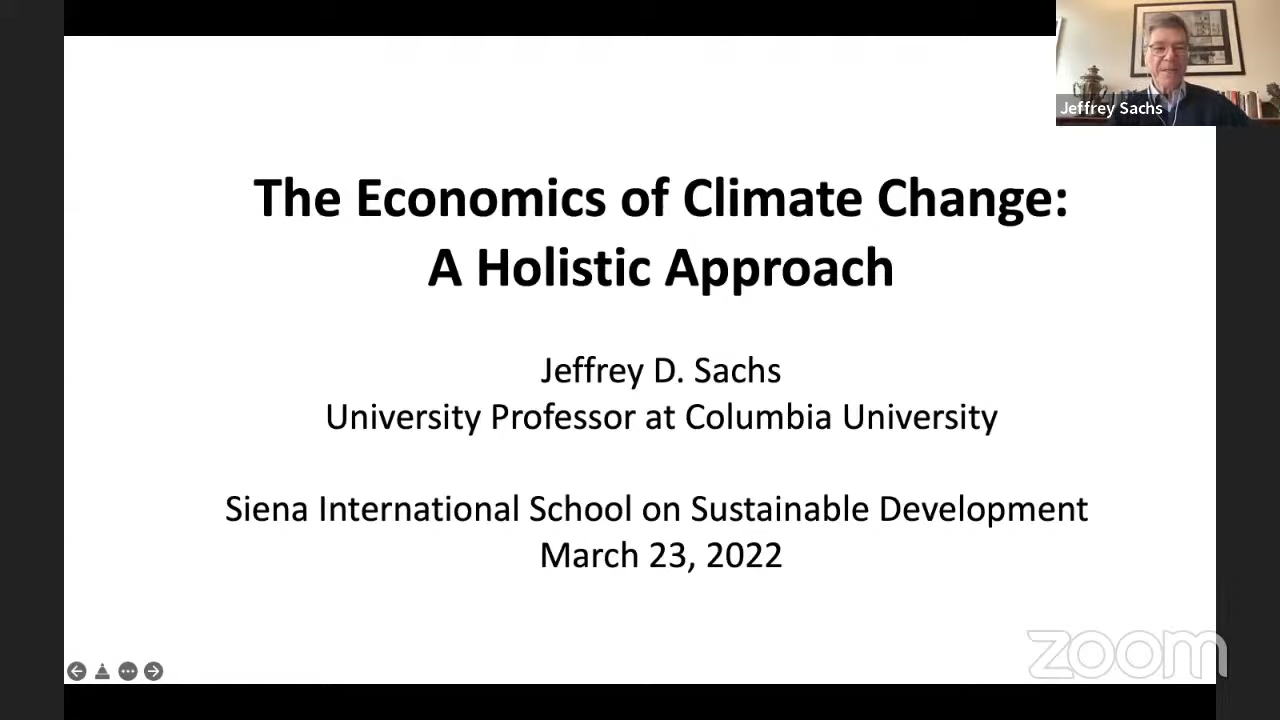 Jeffrey Sachs
The Economics of Climate Change:
A Holistic Approach
Jeffrey D. Sachs
University Professor at Columbia University
Siena International School on Sustainable Development
March 23, 2022
zoom